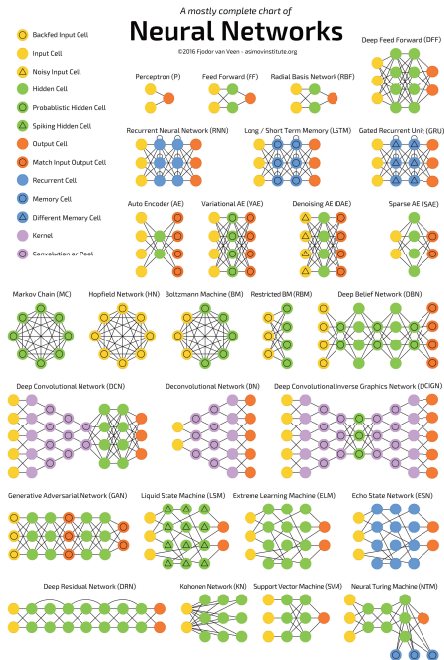 A mostly complete chart of
Neural Networks
©2016 Fjodor van Veen - asimovinstitute.org
Backfed Input Cell
Input Cell
Noisy Input Cell
Hidden Cell
Probablistic Hidden Cell
Spiking Hidden Cell
Output Cell
Match Input Output Cell
Recurrent Cell
Memory Cell
Different Memory Cell
Kernel
Deep Feed Forward (DFF)
Perceptron (P)
Feed Forward (FF)
Radial Basis Network (RBF)
Recurrent Neural Network (RNN)
Long / Short Term Memory (LSTM)
Gated Recurrent Unit (GRU)
Auto Encoder (AE)
Variational AE (VAE)
Denoising AE (DAE)
Sparse AE (SAE)
Markov Chain (MC)
Hopfield Network (HN)
Boltzmann Machine (BM)
Restricted BM (RBM)
Deep Belief Network (DBN)
Deep Convolutional Network (DCN)
Deconvolutional Network (DN)
Deep Convolutional Inverse Graphics Network (DCIGN)
Generative Adversarial Network (GAN)
Liquid State Machine (LSM)
Extreme Learning Machine (ELM)
Echo State Network (ESN)
Deep Residual Network (DRN)
Kohonen Network (KN)
Support Vector Machine (SVM)
Neural Turing Machine (NTM)